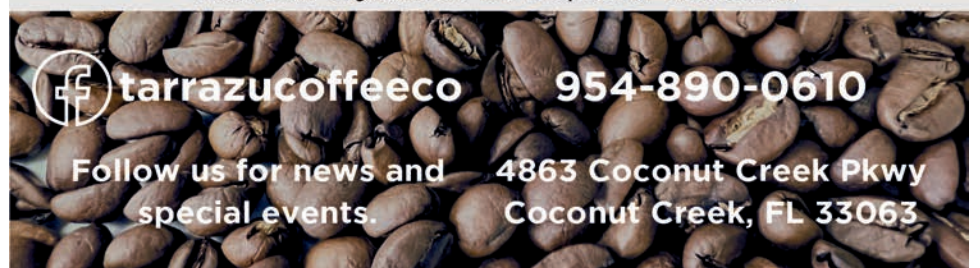 tarrazucoffeeco
Follow us for news and
special events.
954-890-0610
4863 Coconut Creek Pkwy
Coconut Creek, FL 33063